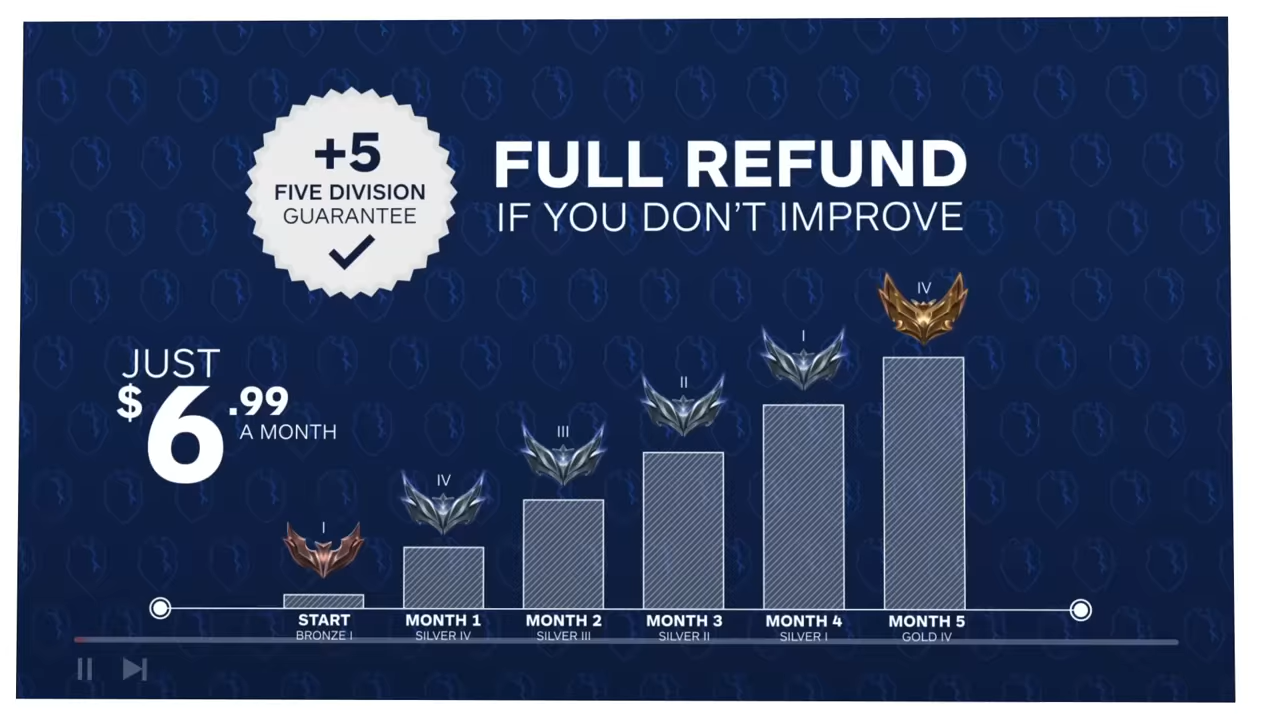 +5
FIVE DIVISION
GUARANTEE
FULL REFUND
IF YOU DON'T IMPROVE
JUST
$6.99
A MONTH
I
IV
III
II
I
IV
START
BRONZE I
MONTH 1
SILVER IV
MONTH 2
SILVER III
MONTH 3
SILVER II
MONTH 4
SILVER I
MONTH 5
GOLD IV